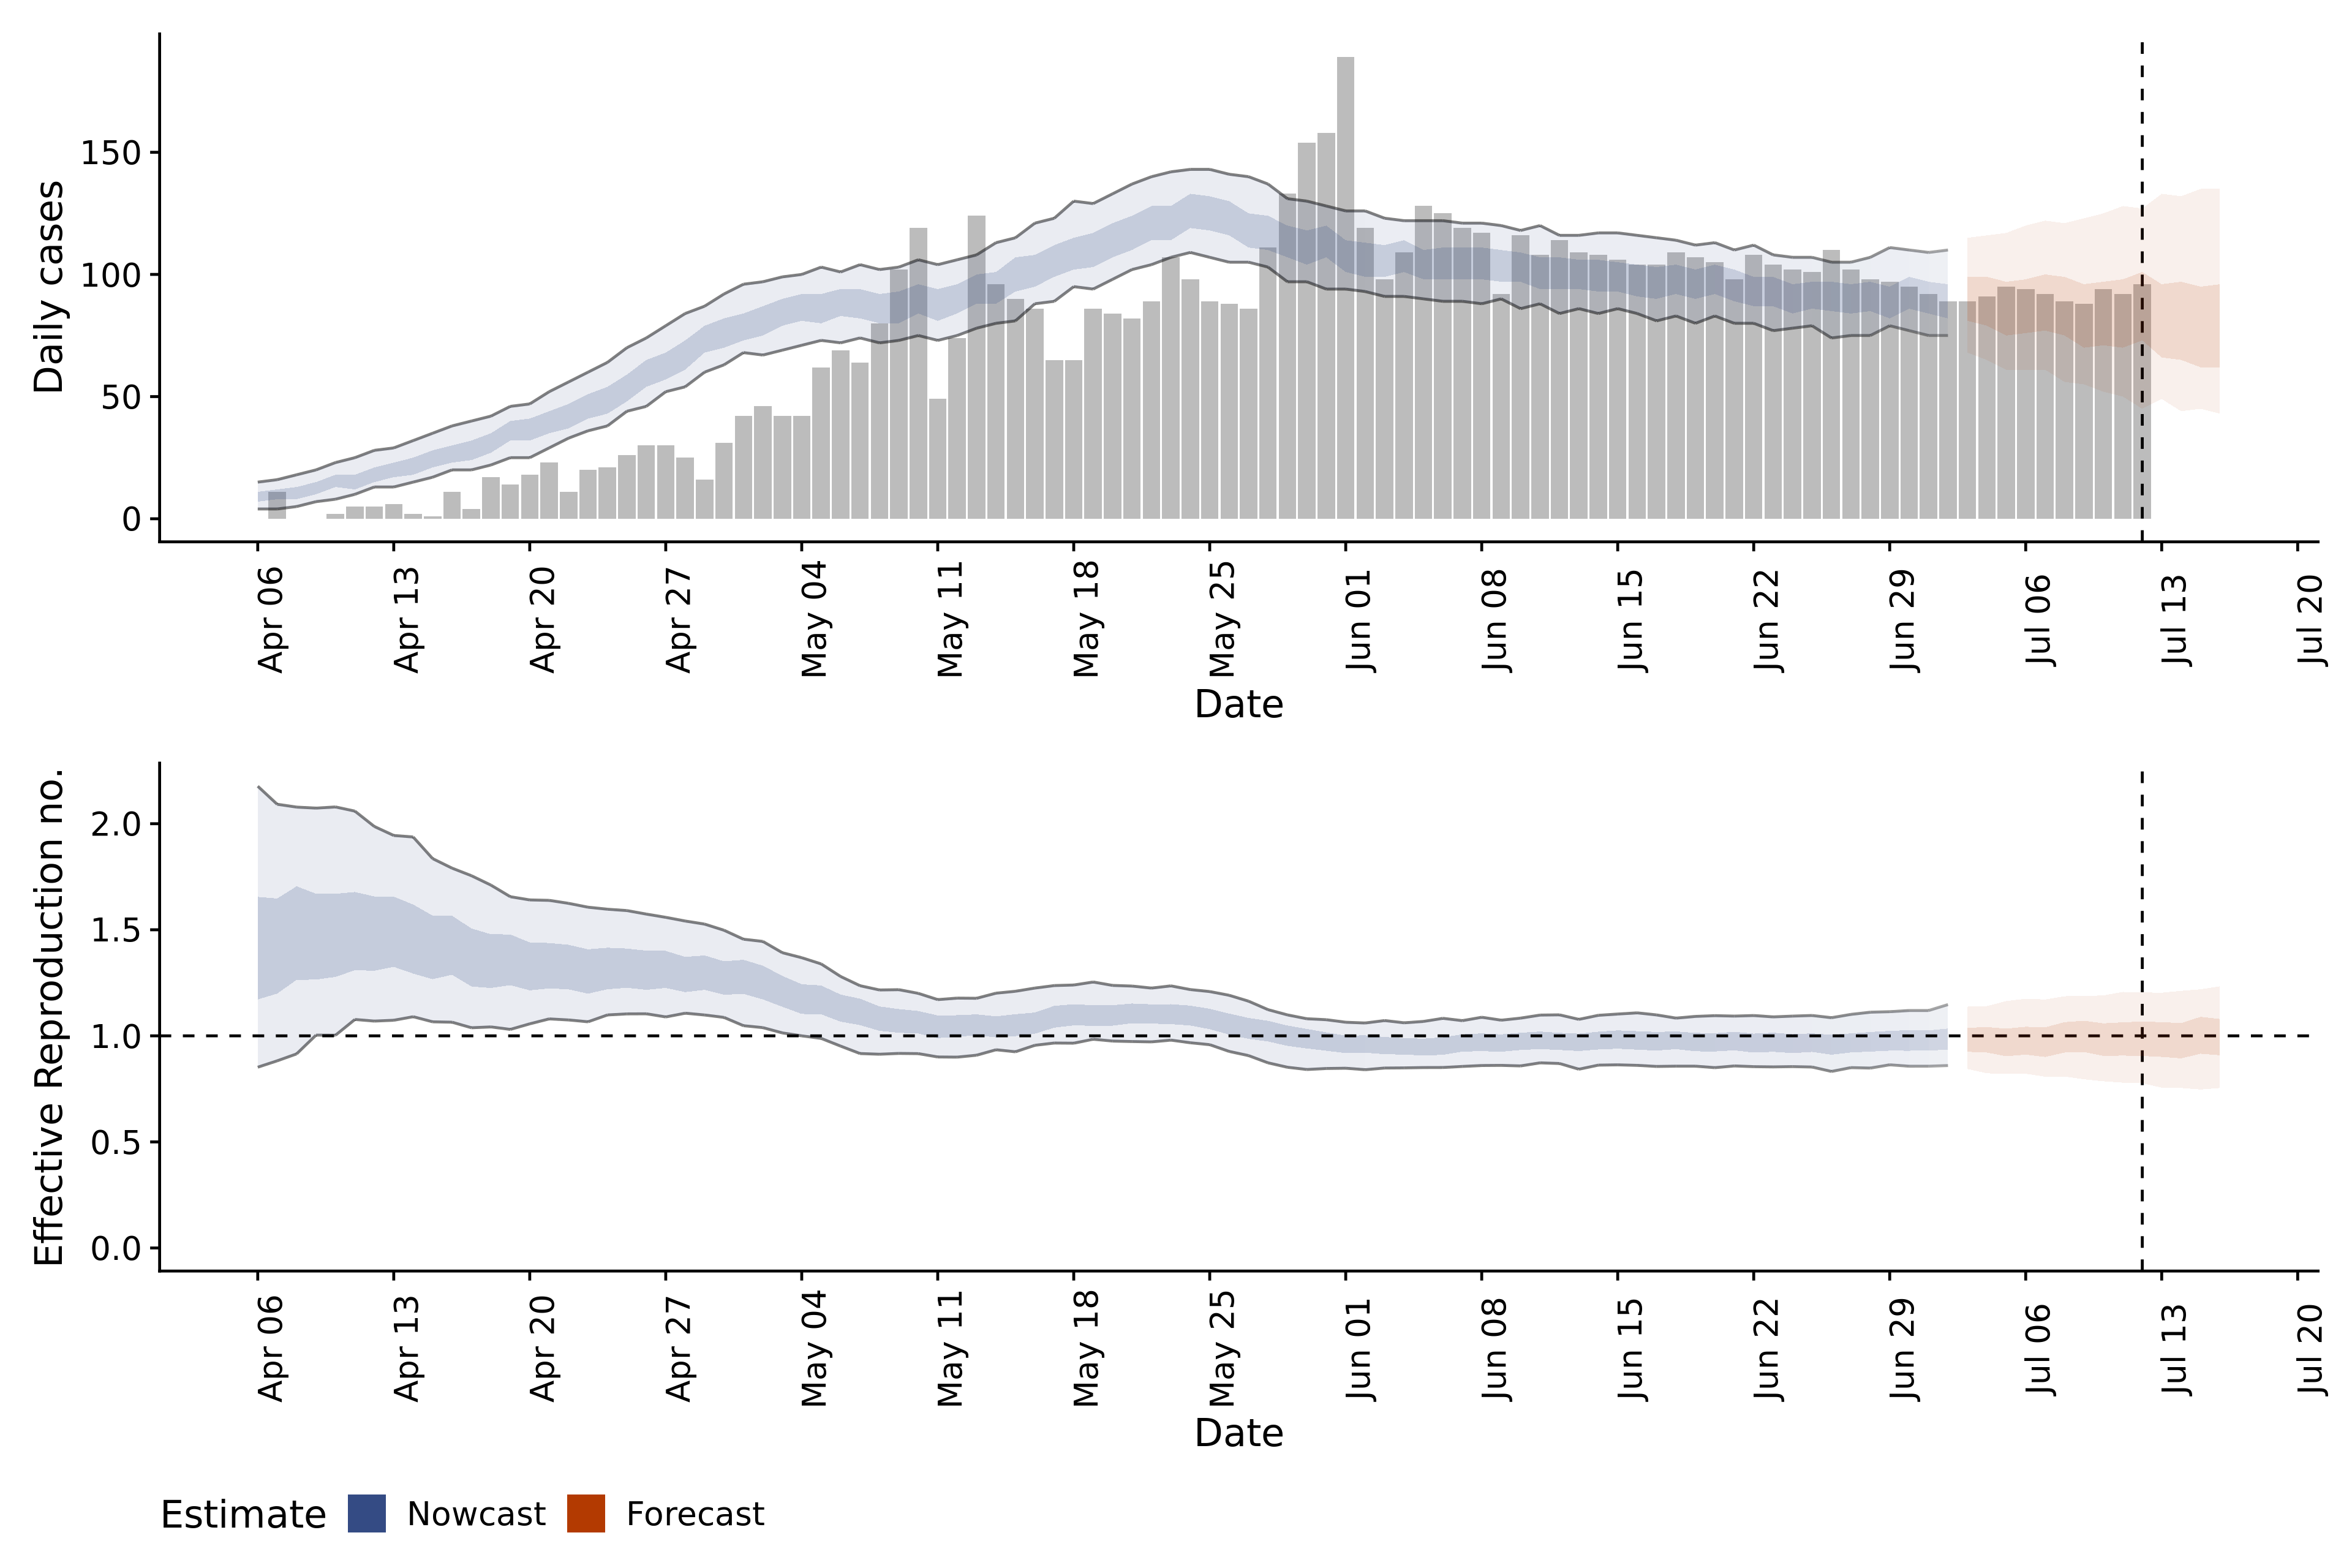 Daily cases
150
100
50
0
Apr 06
Apr 13
Apr 20
Apr 27
May 04
May 11
May 18
May 25
Jun 01
Jun 08
Jun 15
Jun 22
Jun 29
Jul 06
Jul 13
Jul 20
Date
Effective Reproduction no.
2.0
1.5
1.0
0.5
0.0
Apr 06
Apr 13
Apr 20
Apr 27
May 04
May 11
May 18
May 25
Jun 01
Jun 08
Jun 15
Jun 22
Jun 29
Jul 06
Jul 13
Jul 20
Date
Estimate Nowcast Forecast